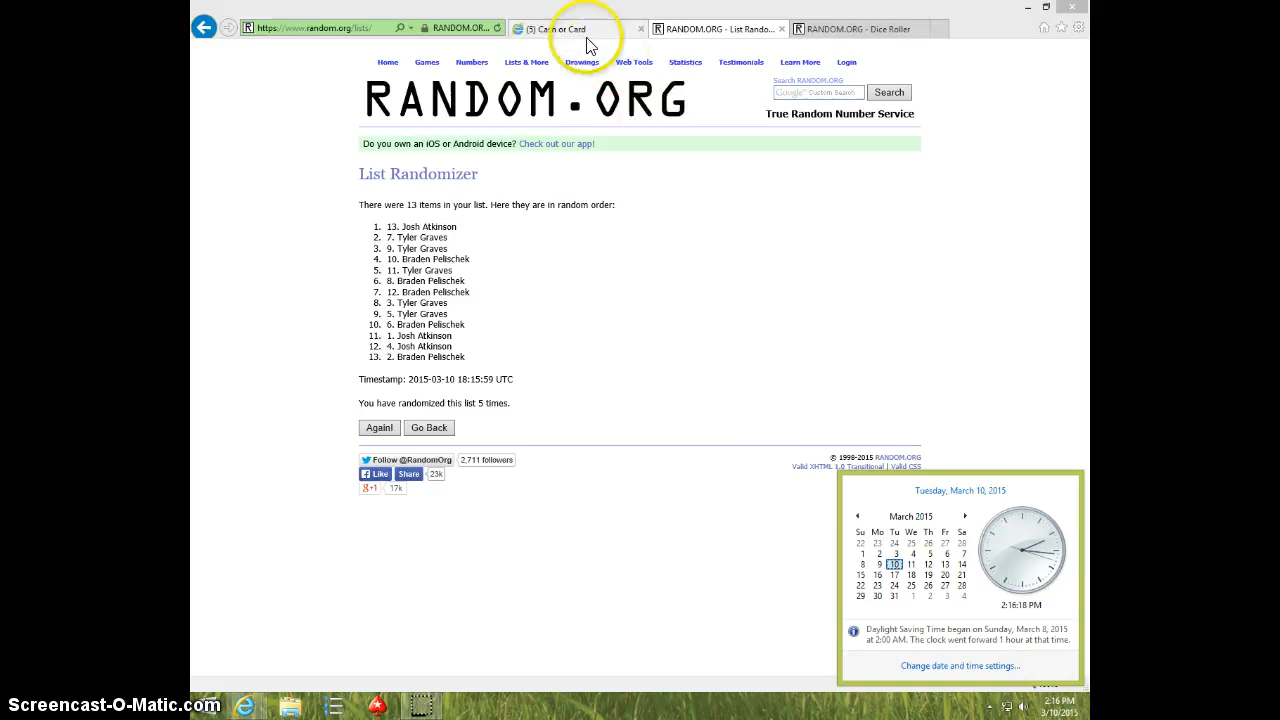 https://www.random.org/lists/
RANDOM.OR...
(5) Cash or Card
RANDOM.ORG - List Rando...
RANDOM.ORG - Dice Roller
Home Games Numbers Lists & More Drawings Web Tools Statistics Testimonials Learn More Login
RANDOM.ORG
Search RANDOM.ORG
Google™ Custom Search
Search
True Random Number Service
Do you own an iOS or Android device? Check out our app!
List Randomizer
There were 13 items in your list. Here they are in random order:
1. 13. Josh Atkinson
2. 7. Tyler Graves
3. 9. Tyler Graves
4. 10. Braden Pelischek
5. 11. Tyler Graves
6. 8. Braden Pelischek
7. 12. Braden Pelischek
8. 3. Tyler Graves
9. 5. Tyler Graves
10. 6. Braden Pelischek
11. 1. Josh Atkinson
12. 4. Josh Atkinson
13. 2. Braden Pelischek
Timestamp: 2015-03-10 18:15:59 UTC
You have randomized this list 5 times.
Again! Go Back
Follow @RandomOrg 2,711 followers
Like Share 23k
+1 17k
© 1998-2015 RANDOM.ORG
Valid XHTML 1.0 Transitional | Valid CSS
Tuesday, March 10, 2015
March 2015
Su Mo Tu We Th Fr Sa
22 23 24 25 26 27 28
1 2 3 4 5 6 7
8 9 10 11 12 13 14
15 16 17 18 19 20 21
22 23 24 25 26 27 28
29 30 31 1 2 3 4
2:16:18 PM
Daylight Saving Time began on Sunday, March 8, 2015
at 2:00 AM. The clock went forward 1 hour at that time.
Change date and time settings...
2:16 PM
3/10/2015
Screencast-O-Matic.com